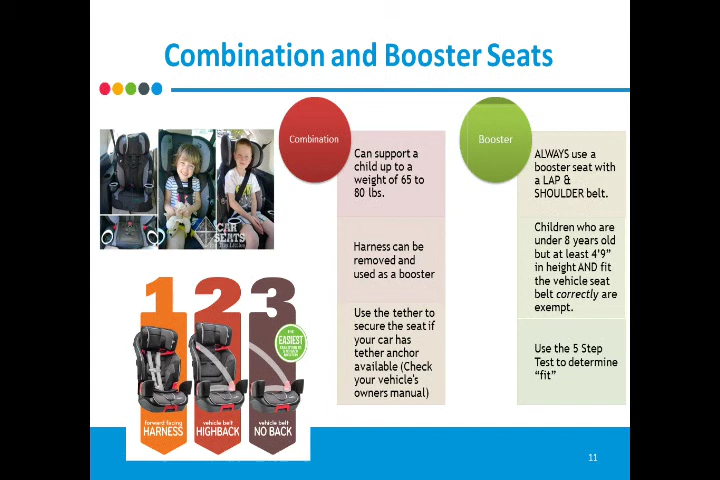 Combination and Booster Seats
Combination
Can support a
child up to a
weight of 65 to
80 lbs.
Harness can be
removed and
used as a booster
Use the tether to
secure the seat if
your car has
tether anchor
available (Check
your vehicle's
owners manual)
Booster
ALWAYS use a
booster seat with
a LAP &
SHOULDER belt.
Children who are
under 8 years old
but at least 4'9"
in height AND fit
the vehicle seat
belt correctly are
exempt.
Use the 5 Step
Test to determine
"fit"
CAR
SEATS
1 2 3
EASIEST
forward facing
HARNESS
vehicle belt
HIGHBACK
vehicle belt
NO BACK
11